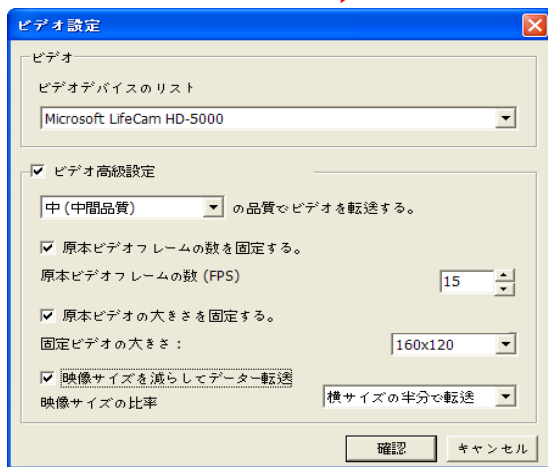 ビデオ設定
ビデオ
ビデオデバイスのリスト
Microsoft LifeCam HD-5000
ビデオ高級設定
中(中間品質) の品質でビデオを転送する。
原本ビデオフレームの数を固定する。
原本ビデオフレームの数 (FPS) 15
原本ビデオの大きさを固定する。
固定ビデオの大きさ: 160x120
映像サイズを減らしてデーター転送
映像サイズの比率 横サイズの半分で転送
確認 キャンセル